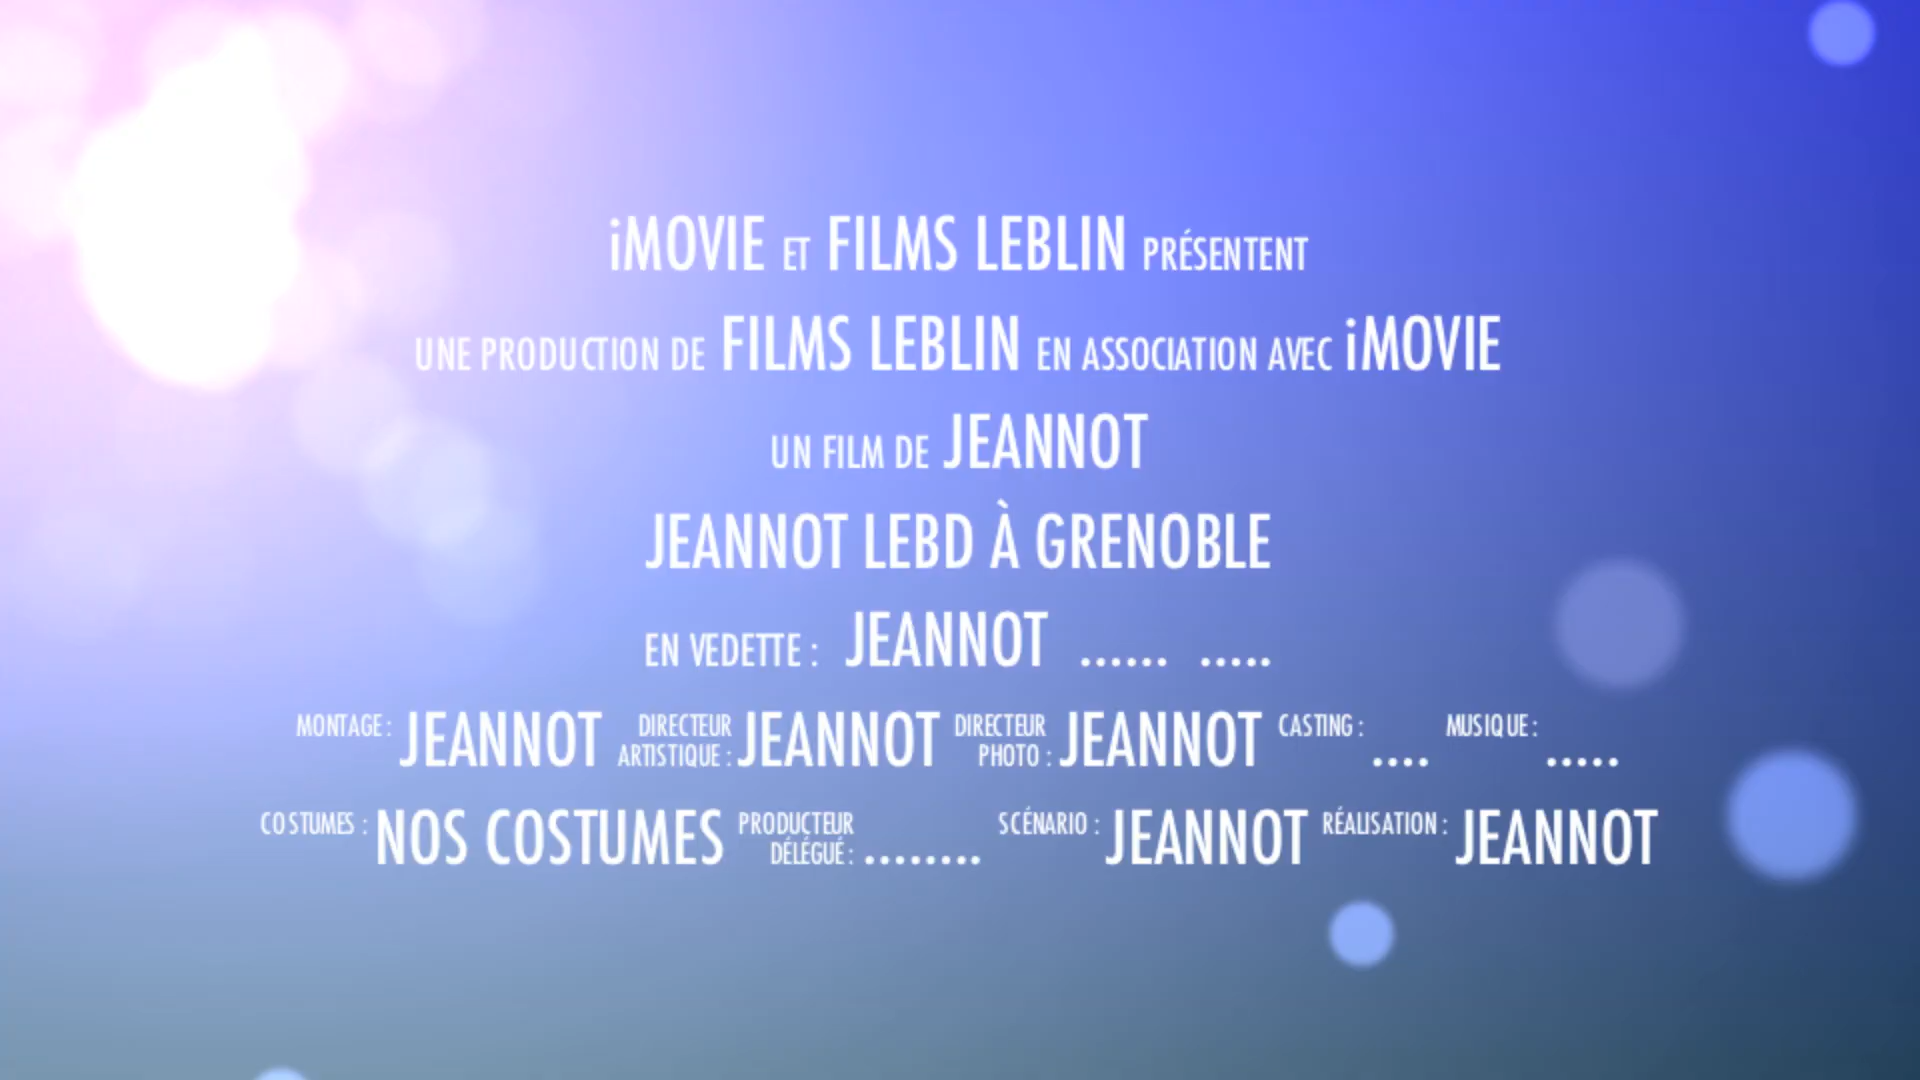 iMOVIE ET FILMS LEBLIN PRÉSENTENT
UNE PRODUCTION DE FILMS LEBLIN EN ASSOCIATION AVEC iMOVIE
UN FILM DE JEANNOT
JEANNOT LEBD À GRENOBLE
EN VEDETTE : JEANNOT ...... .....
MONTAGE : JEANNOT DIRECTEUR ARTISTIQUE : JEANNOT DIRECTEUR PHOTO : JEANNOT CASTING : .... MUSIQUE : .....
COSTUMES : NOS COSTUMES PRODUCTEUR DÉLÉGUÉ : ........ SCÉNARIO : JEANNOT RÉALISATION : JEANNOT